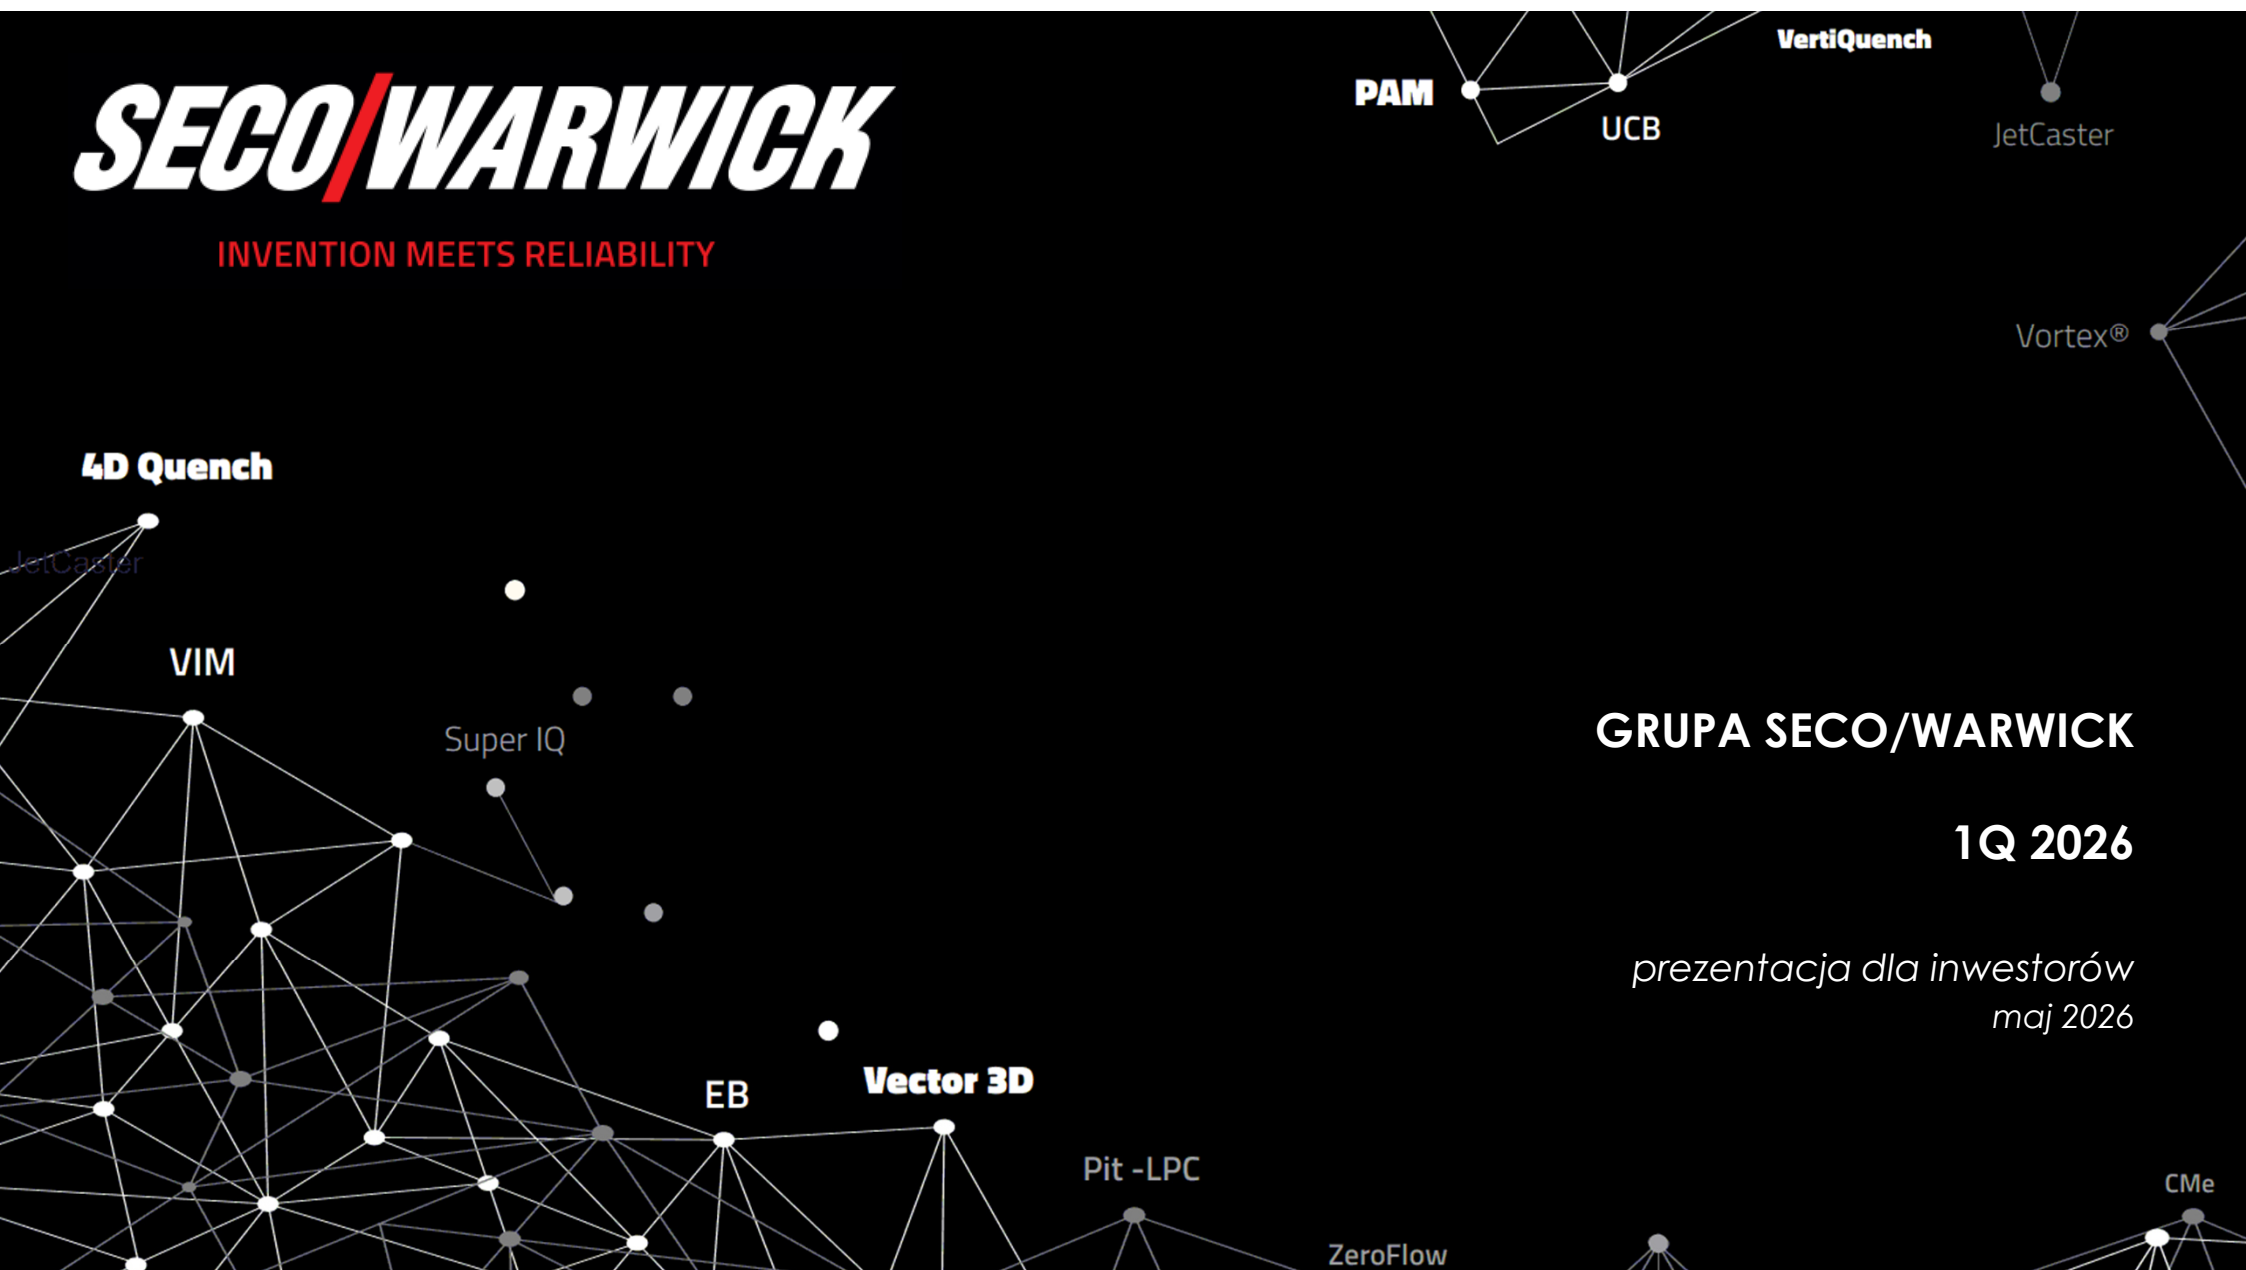 SECO/WARWICK
INVENTION MEETS RELIABILITY
VertiQuench
PAM
UCB
JetCaster
Vortex®
4D Quench
JetCaster
VIM
Super IQ
GRUPA SECO/WARWICK
1Q 2026
prezentacja dla inwestorów
maj 2026
EB
Vector 3D
Pit -LPC
CMe
ZeroFlow